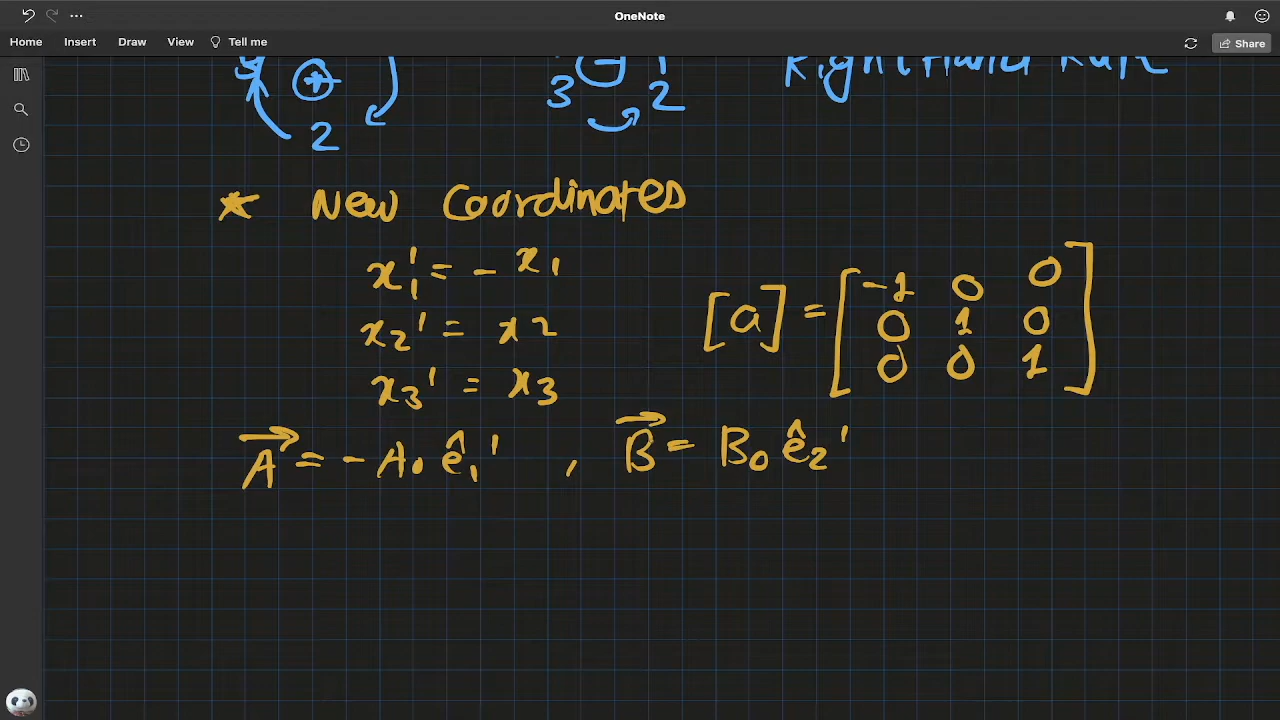 OneNote
Home Insert Draw View Tell me Share
3
2 3 2
Right Hand Rule
* New Coordinates
x₁' = - x₁
x₂' = x₂
x₃' = x₃
[a] = [-1 0 0
0 1 0
0 0 1]
A⃗ = - A₀ ê₁' , B⃗ = B₀ ê₂'